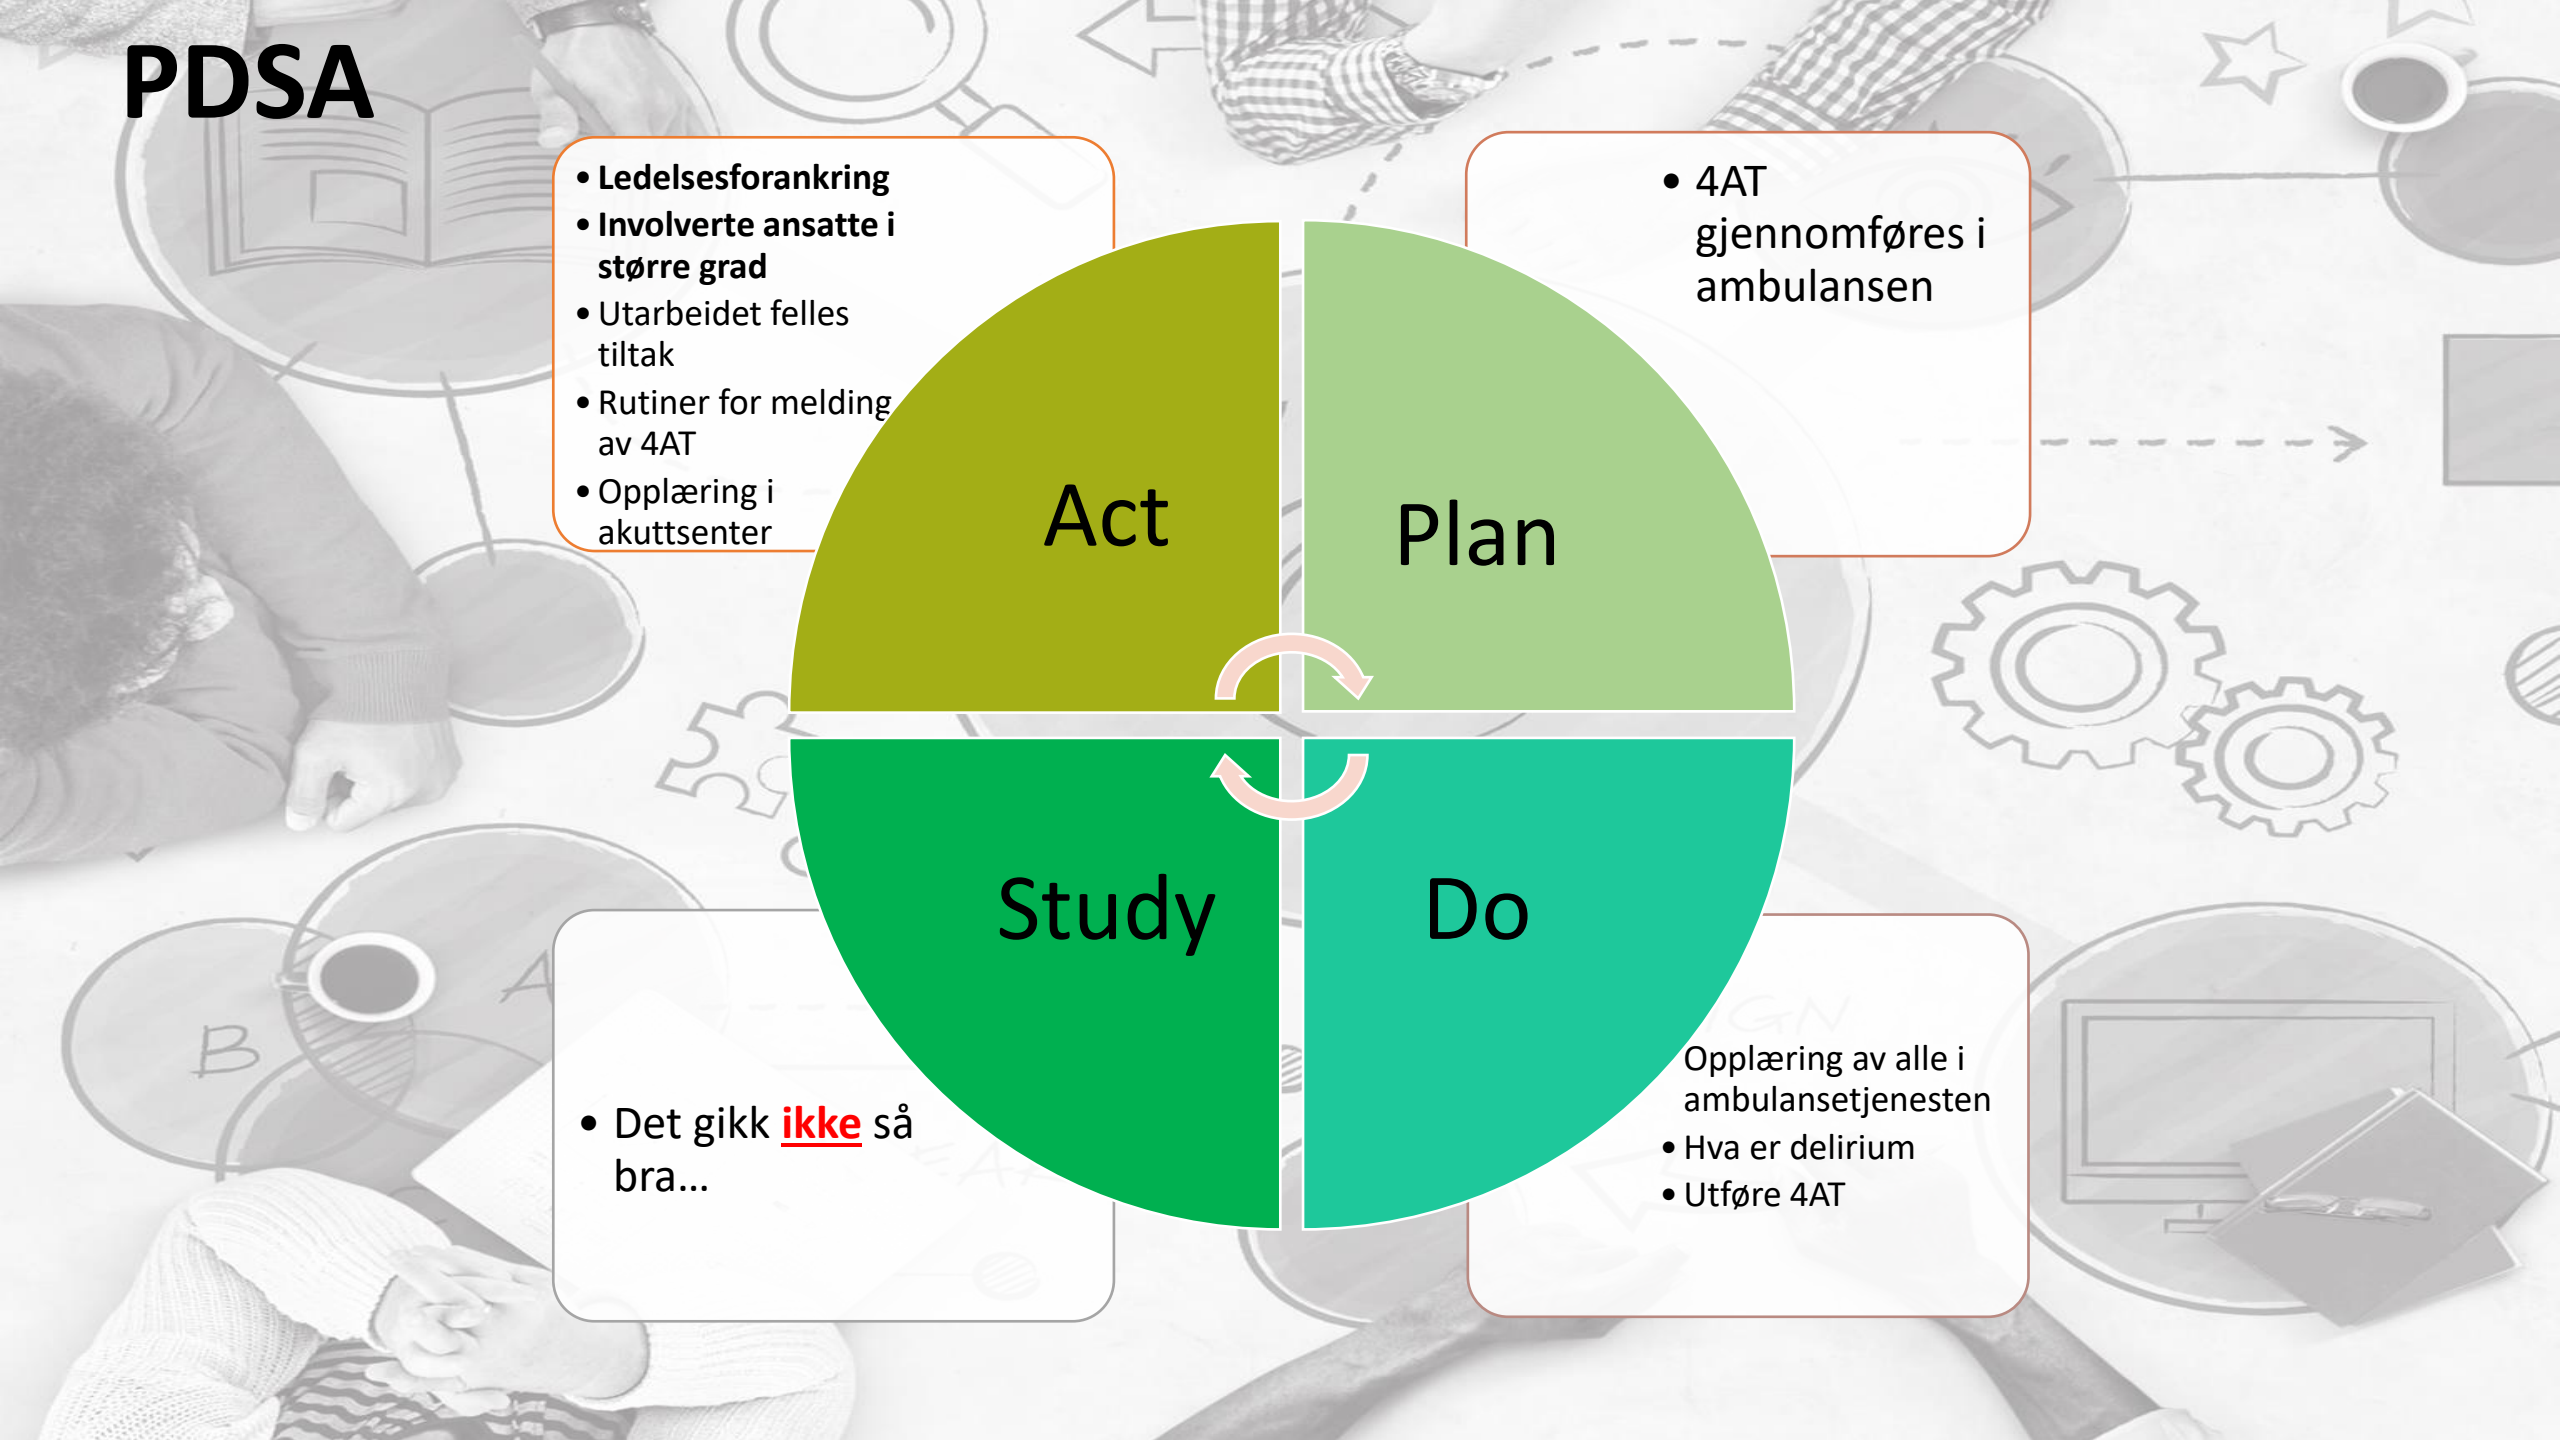 PDSA
• Ledelsesforankring
• Involverte ansatte i
større grad
• Utarbeidet felles
tiltak
• Rutiner for melding
av 4AT
• Opplæring i
akuttsenter
• 4AT
gjennomføres i
ambulansen
Act
Plan
Study
Do
• Det gikk ikke så
bra...
Opplæring av alle i
ambulansetjenesten
• Hva er delirium
• Utføre 4AT
B
A